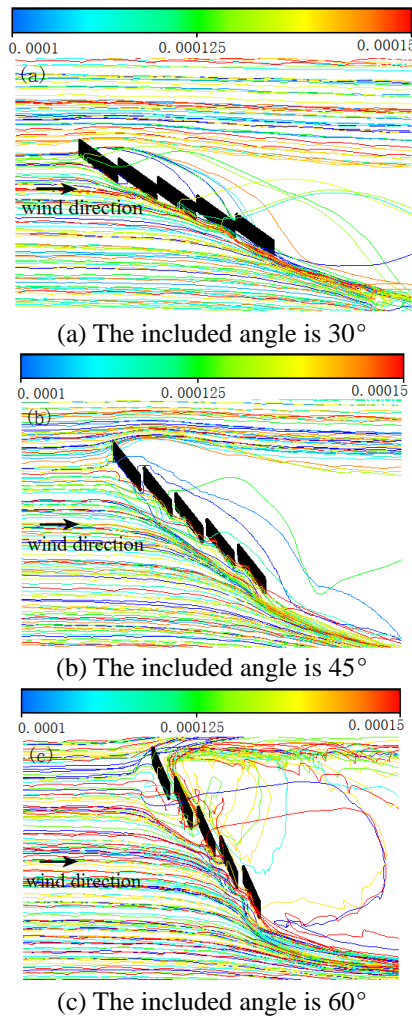 0.0001 0.000125 0.00015
(a)
wind direction
(a) The included angle is 30°
0.0001 0.000125 0.00015
(b)
wind direction
(b) The included angle is 45°
0.0001 0.000125 0.00015
(c)
wind direction
(c) The included angle is 60°